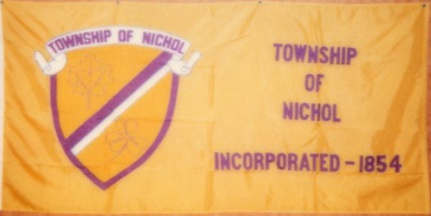 TOWNSHIP OF NICHOL
TOWNSHIP
OF
NICHOL
INCORPORATED - 1854